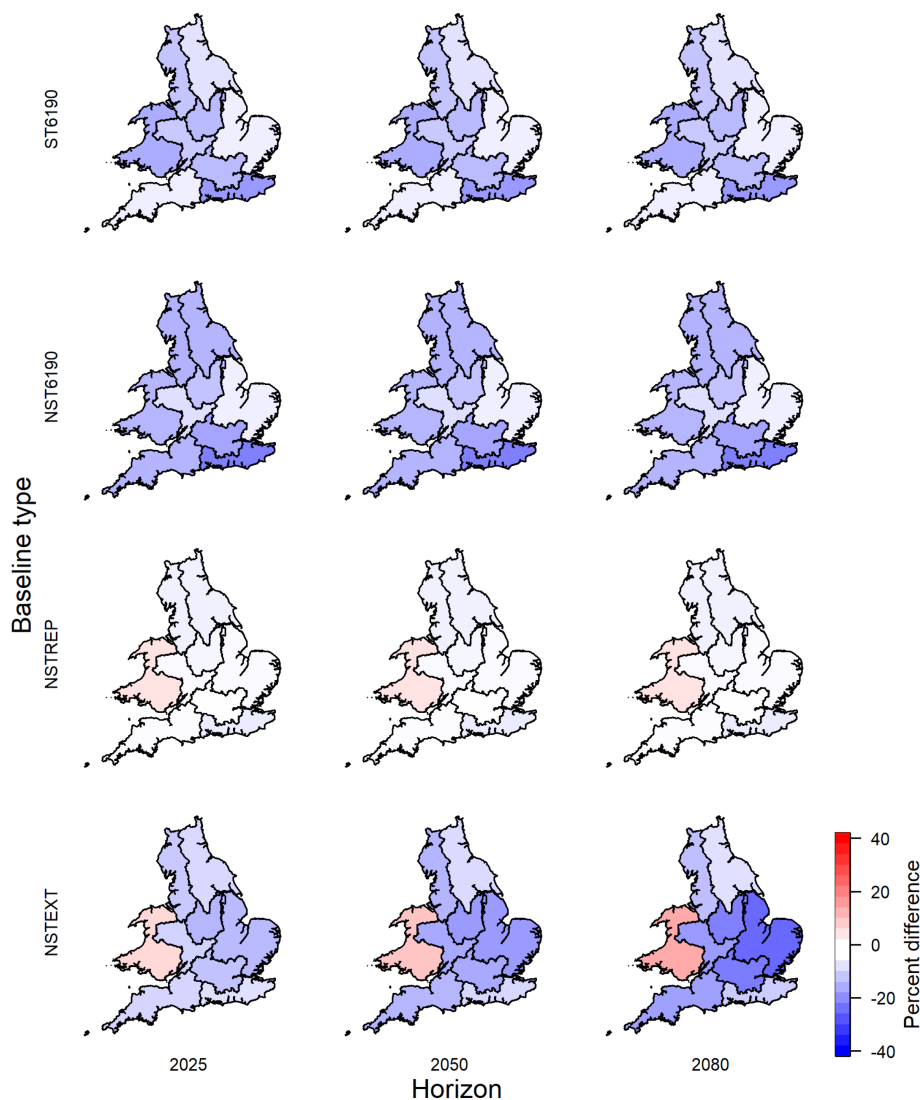 Baseline type
ST6190
NST6190
NSTREP
NSTEXT
40
20
0
-20
-40
Percent difference
2025
2050
2080
Horizon